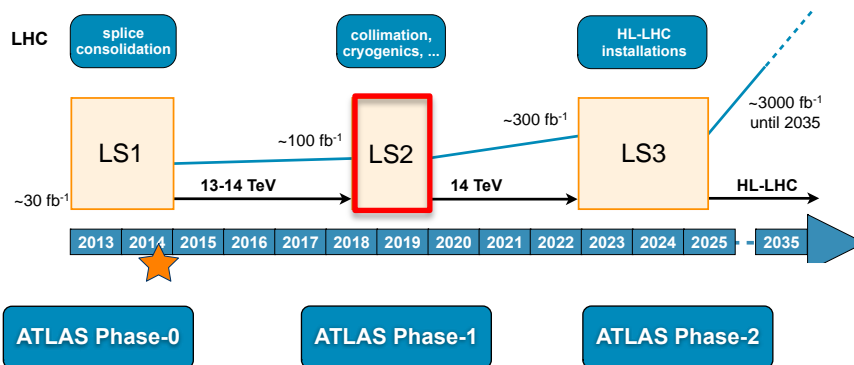 LHC
splice
consolidation
collimation,
cryogenics, ...
HL-LHC
installations
~30 fb-1
LS1
~100 fb-1
13-14 TeV
LS2
~300 fb-1
14 TeV
LS3
~3000 fb-1
until 2035
HL-LHC
2013 2014 2015 2016 2017 2018 2019 2020 2021 2022 2023 2024 2025 2035
ATLAS Phase-0
ATLAS Phase-1
ATLAS Phase-2